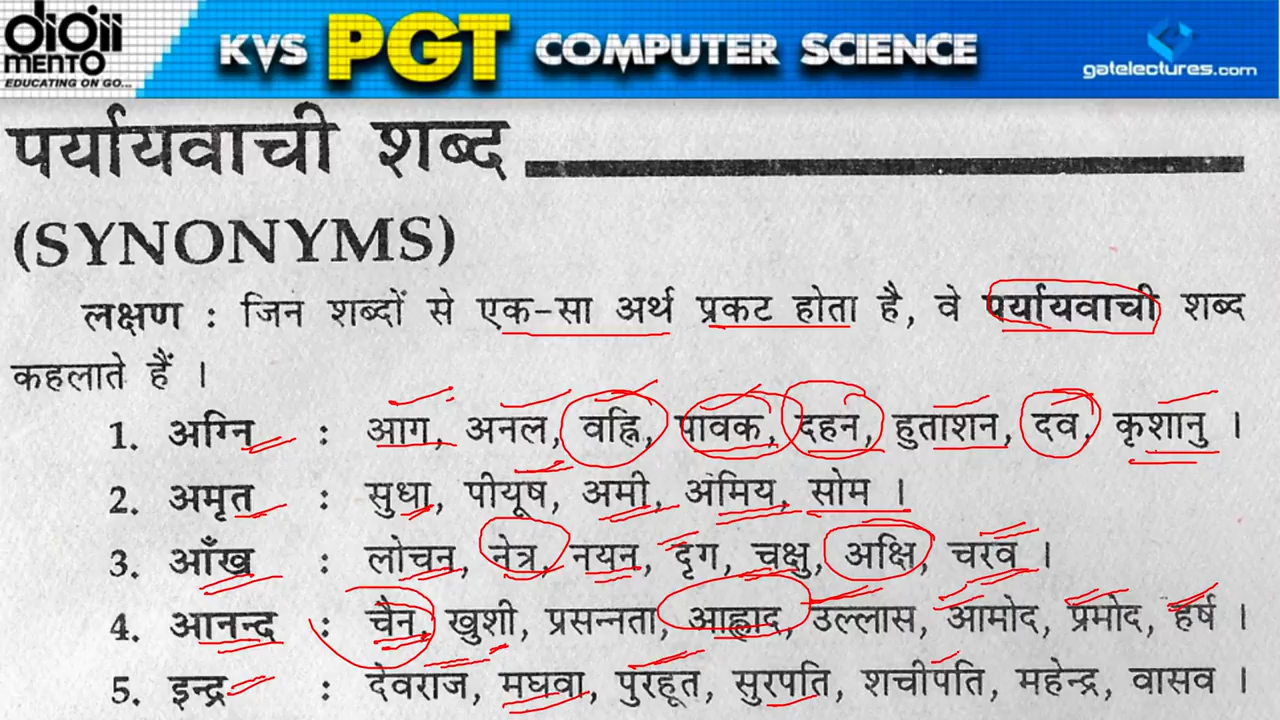 digii
MENTO
EDUCATING ON GO...
KVS PGT COMPUTER SCIENCE
gatelectures.com
पर्यायवाची शब्द
(SYNONYMS)
लक्षण : जिन शब्दों से एक-सा अर्थ प्रकट होता है, वे पर्यायवाची शब्द
कहलाते हैं ।
1. अग्नि : आग, अनल, वह्नि, पावक, दहन, हुताशन, दव, कृशानु ।
2. अमृत : सुधा, पीयूष, अमी, अमिय, सोम ।
3. आँख : लोचन, नेत्र, नयन, दृग, चक्षु, अक्षि, चरव ।
4. आनन्द : चैन, खुशी, प्रसन्नता, आह्लाद, उल्लास, आमोद, प्रमोद, हर्ष ।
5. इन्द्र : देवराज, मघवा, पुरहूत, सुरपति, शचीपति, महेन्द्र, वासव ।